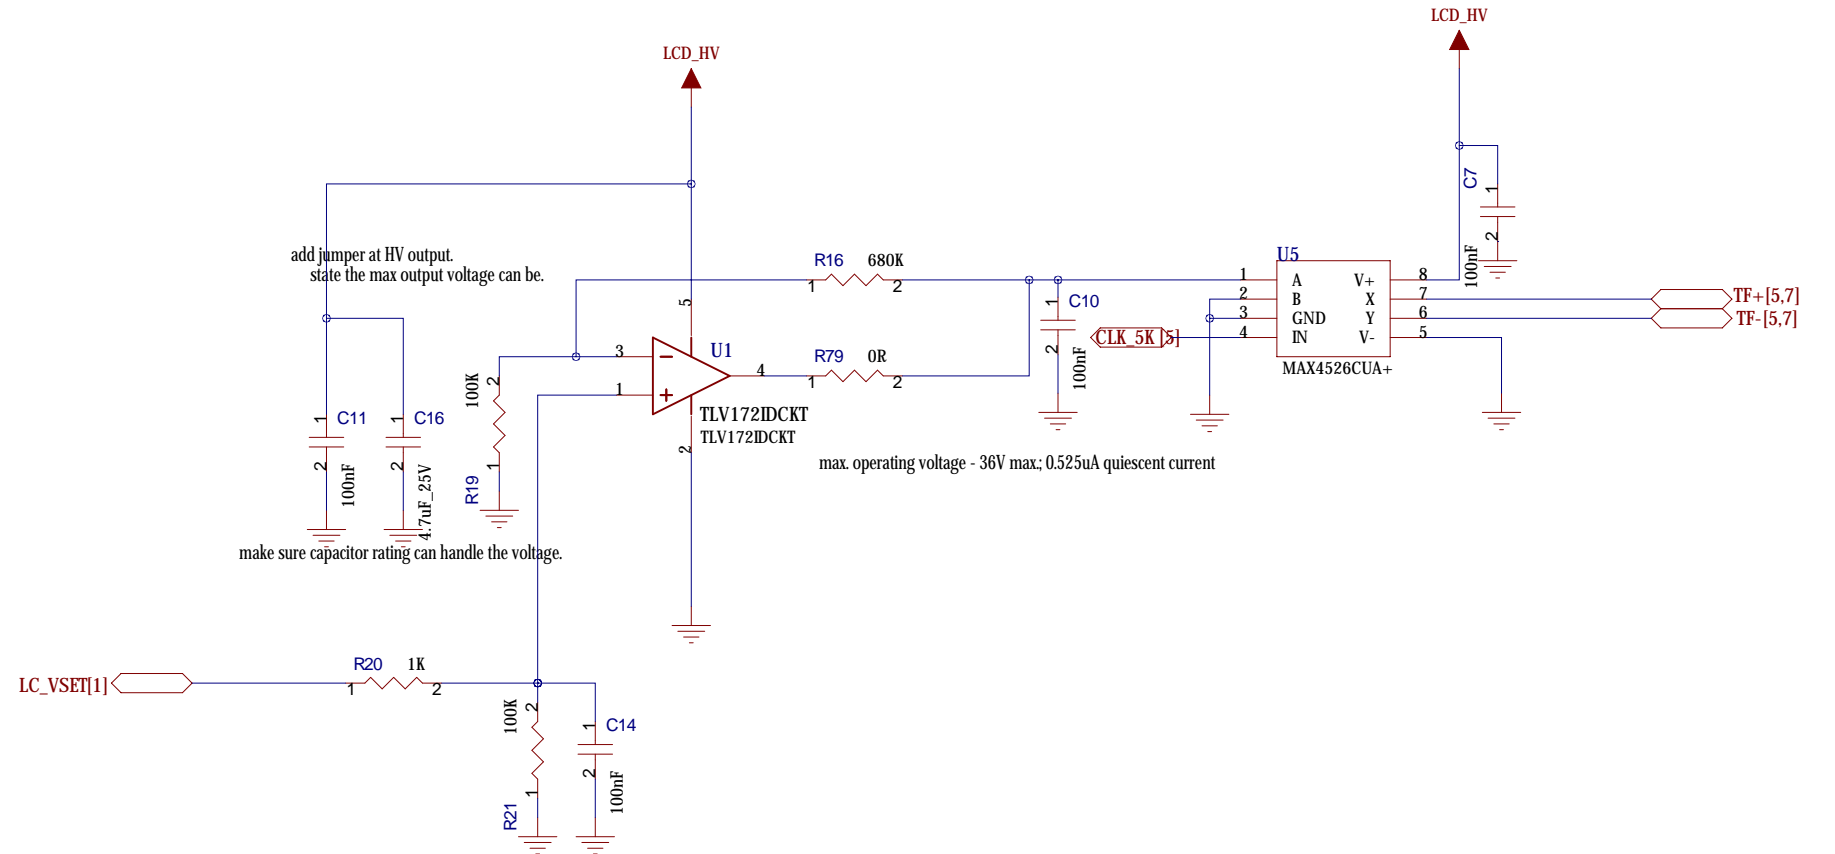 LCD_HV
LCD_HV
C7
1
2
100nF
add jumper at HV output.
state the max output voltage can be.
R16 680K
1
2
U5
1 A V+ 8
2 B X 7
3 GND Y 6
4 IN V- 5
MAX4526CUA+
TF+[5,7]
TF-[5,7]
CLK_5K [5]
C10
1
2
100nF
5
3
1
U1
4
2
TLV172IDCKT
TLV172IDCKT
R79 0R
1
2
100K
2
1
R19
C11
1
2
100nF
C16
1
2
4.7uF_25V
max. operating voltage - 36V max.; 0.525uA quiescent current
make sure capacitor rating can handle the voltage.
LC_VSET[1]
R20 1K
1
2
100K
2
1
R21
C14
1
2
100nF